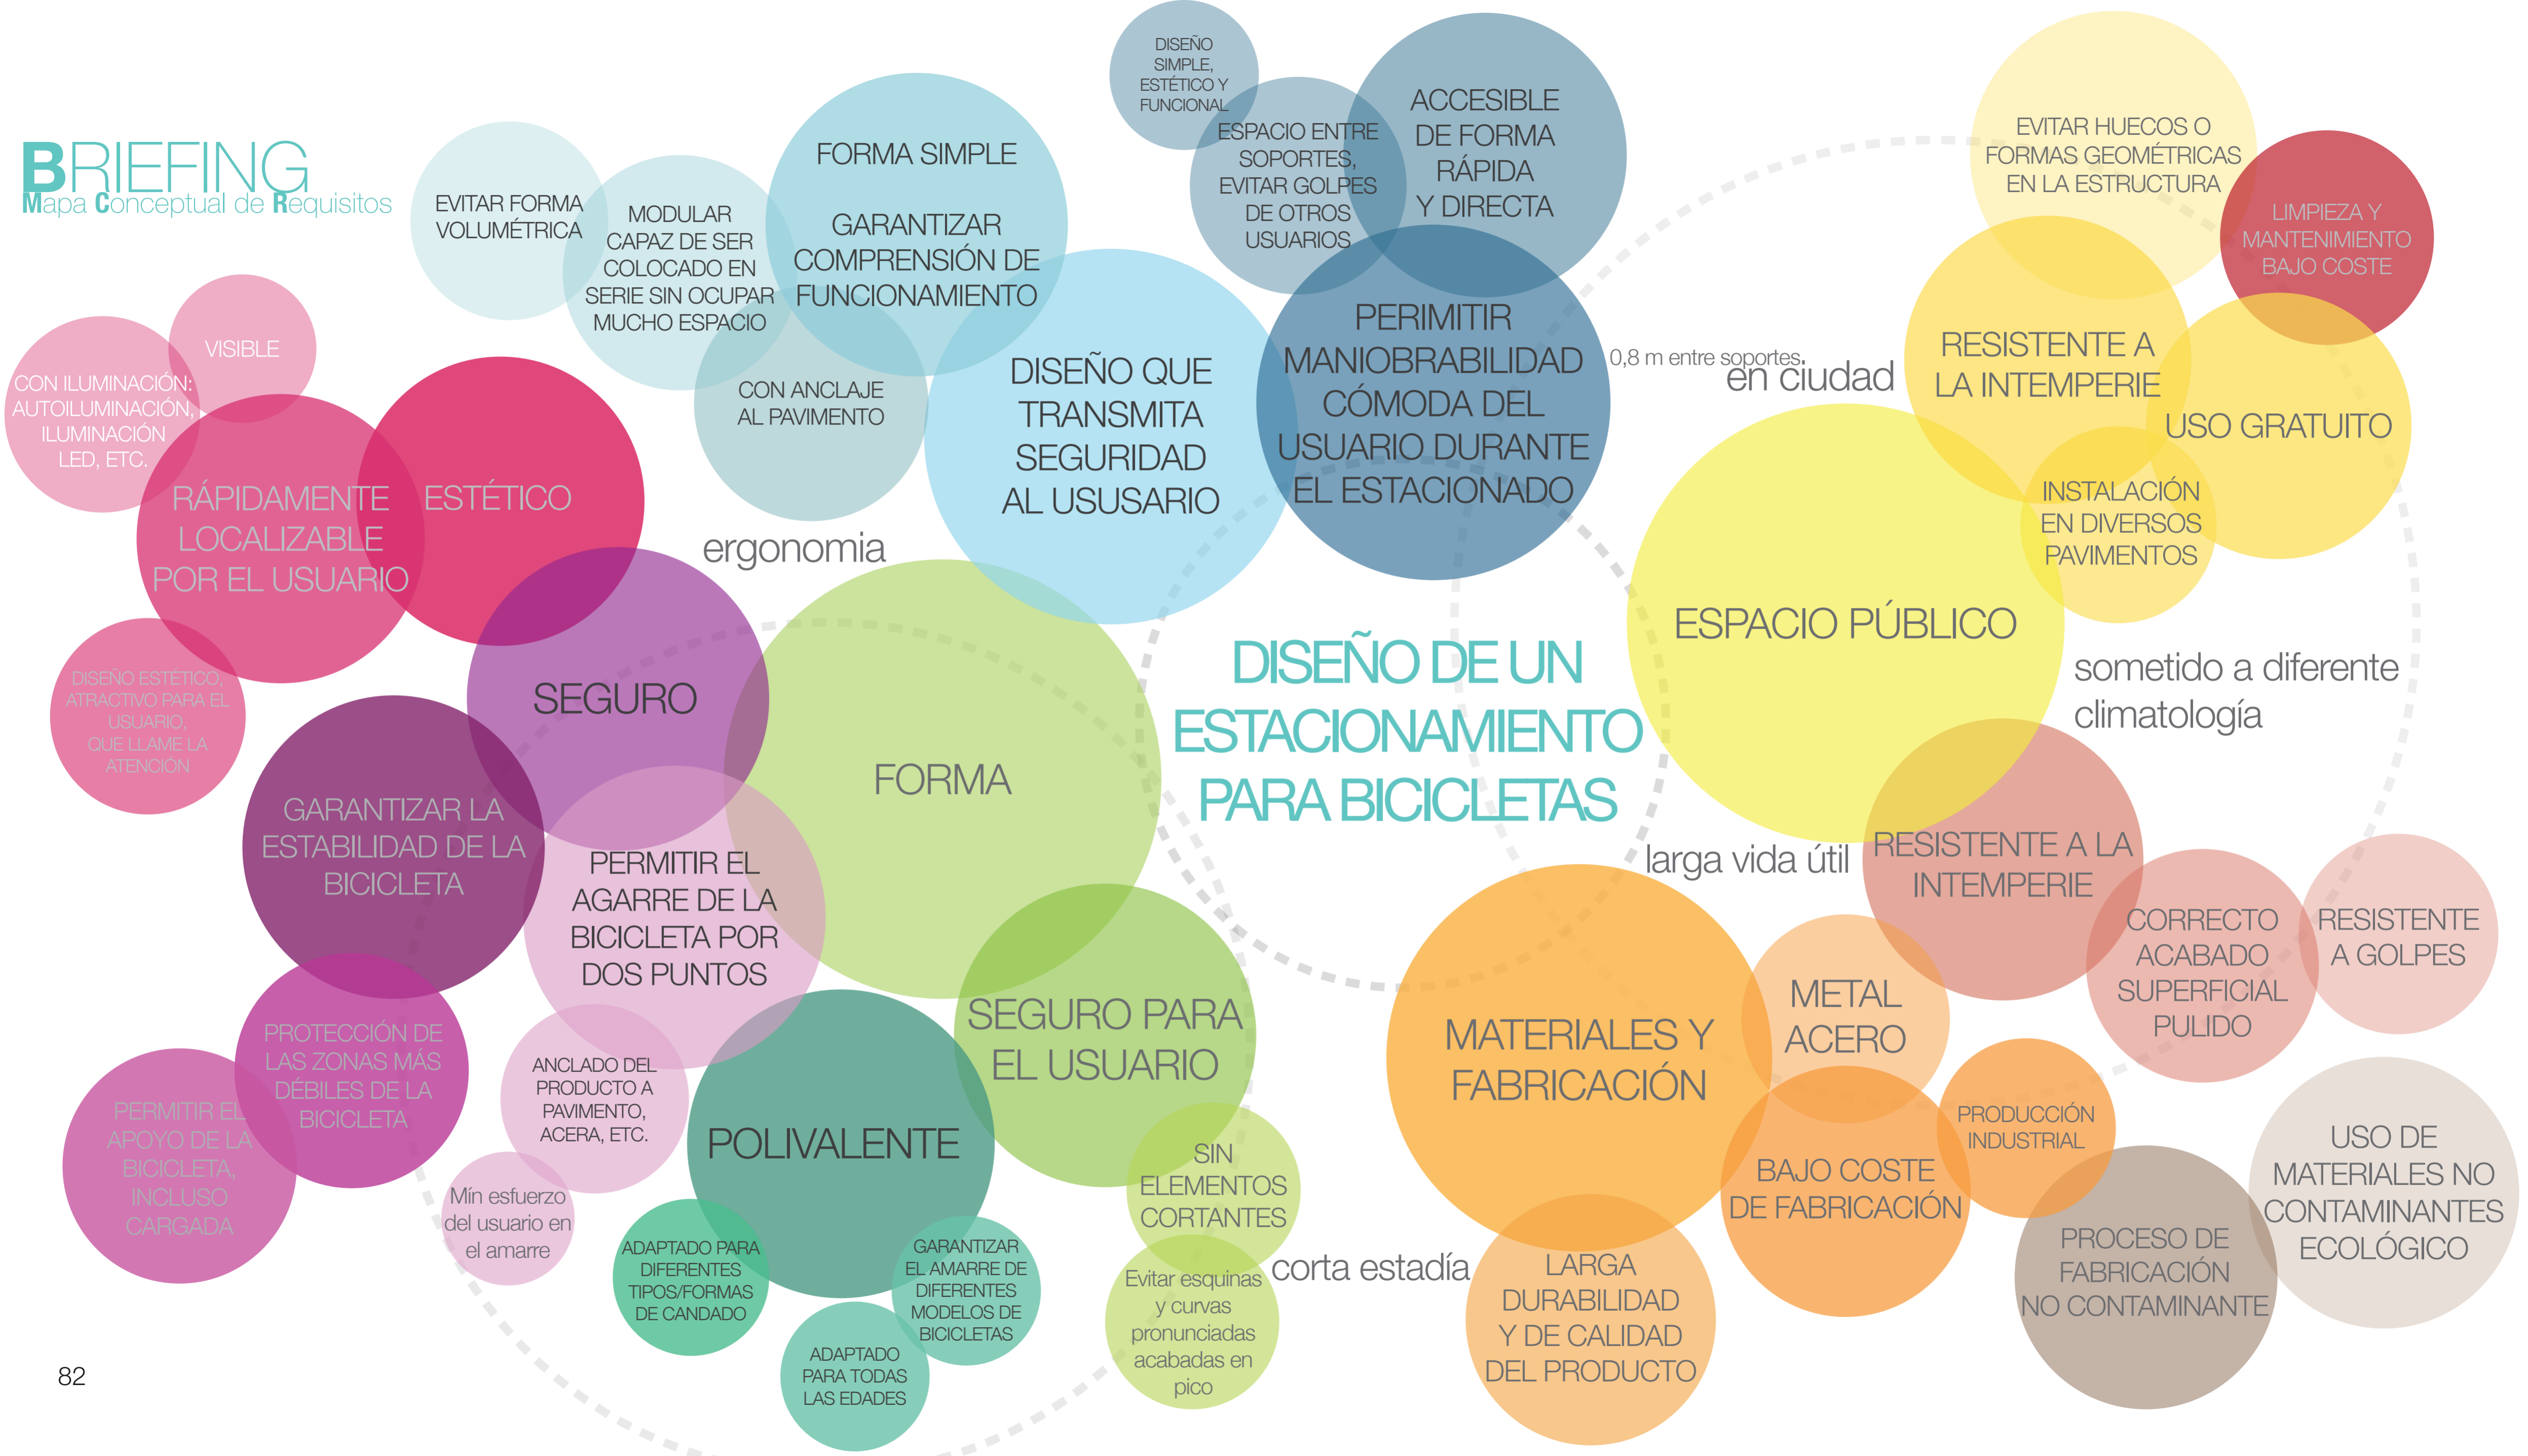 BRIEFING
Mapa Conceptual de Requisitos
EVITAR FORMA
VOLUMÉTRICA
MODULAR
CAPAZ DE SER
COLOCADO EN
SERIE SIN OCUPAR
MUCHO ESPACIO
FORMA SIMPLE
GARANTIZAR
COMPRENSIÓN DE
FUNCIONAMIENTO
CON ANCLAJE
AL PAVIMENTO
DISEÑO QUE
TRANSMITA
SEGURIDAD
AL USUSARIO
DISEÑO
SIMPLE,
ESTÉTICO Y
FUNCIONAL
ESPACIO ENTRE
SOPORTES,
EVITAR GOLPES
DE OTROS
USUARIOS
ACCESIBLE
DE FORMA
RÁPIDA
Y DIRECTA
PERIMITIR
MANIOBRABILIDAD
CÓMODA DEL
USUARIO DURANTE
EL ESTACIONADO
0,8 m entre soportes
en ciudad
EVITAR HUECOS O
FORMAS GEOMÉTRICAS
EN LA ESTRUCTURA
LIMPIEZA Y
MANTENIMIENTO
BAJO COSTE
RESISTENTE A
LA INTEMPERIE
USO GRATUITO
INSTALACIÓN
EN DIVERSOS
PAVIMENTOS
ESPACIO PÚBLICO
sometido a diferente
climatología
VISIBLE
CON ILUMINACIÓN:
AUTOILUMINACIÓN,
ILUMINACIÓN
LED, ETC.
RÁPIDAMENTE
LOCALIZABLE
POR EL USUARIO
ESTÉTICO
DISEÑO ESTÉTICO,
ATRACTIVO PARA EL
USUARIO,
QUE LLAME LA
ATENCIÓN
ergonomia
SEGURO
FORMA
DISEÑO DE UN
ESTACIONAMIENTO
PARA BICICLETAS
GARANTIZAR LA
ESTABILIDAD DE LA
BICICLETA
PERMITIR EL
AGARRE DE LA
BICICLETA POR
DOS PUNTOS
PROTECCIÓN DE
LAS ZONAS MÁS
DÉBILES DE LA
BICICLETA
PERMITIR EL
APOYO DE LA
BICICLETA,
INCLUSO
CARGADA
ANCLADO DEL
PRODUCTO A
PAVIMENTO,
ACERA, ETC.
Mín esfuerzo
del usuario en
el amarre
POLIVALENTE
ADAPTADO PARA
DIFERENTES
TIPOS/FORMAS
DE CANDADO
ADAPTADO
PARA TODAS
LAS EDADES
GARANTIZAR
EL AMARRE DE
DIFERENTES
MODELOS DE
BICICLETAS
SEGURO PARA
EL USUARIO
SIN
ELEMENTOS
CORTANTES
Evitar esquinas
y curvas
pronunciadas
acabadas en
pico
corta estadía
larga vida útil
MATERIALES Y
FABRICACIÓN
LARGA
DURABILIDAD
Y DE CALIDAD
DEL PRODUCTO
METAL
ACERO
BAJO COSTE
DE FABRICACIÓN
PRODUCCIÓN
INDUSTRIAL
RESISTENTE A LA
INTEMPERIE
CORRECTO
ACABADO
SUPERFICIAL
PULIDO
RESISTENTE
A GOLPES
PROCESO DE
FABRICACIÓN
NO CONTAMINANTE
USO DE
MATERIALES NO
CONTAMINANTES
ECOLÓGICO
82